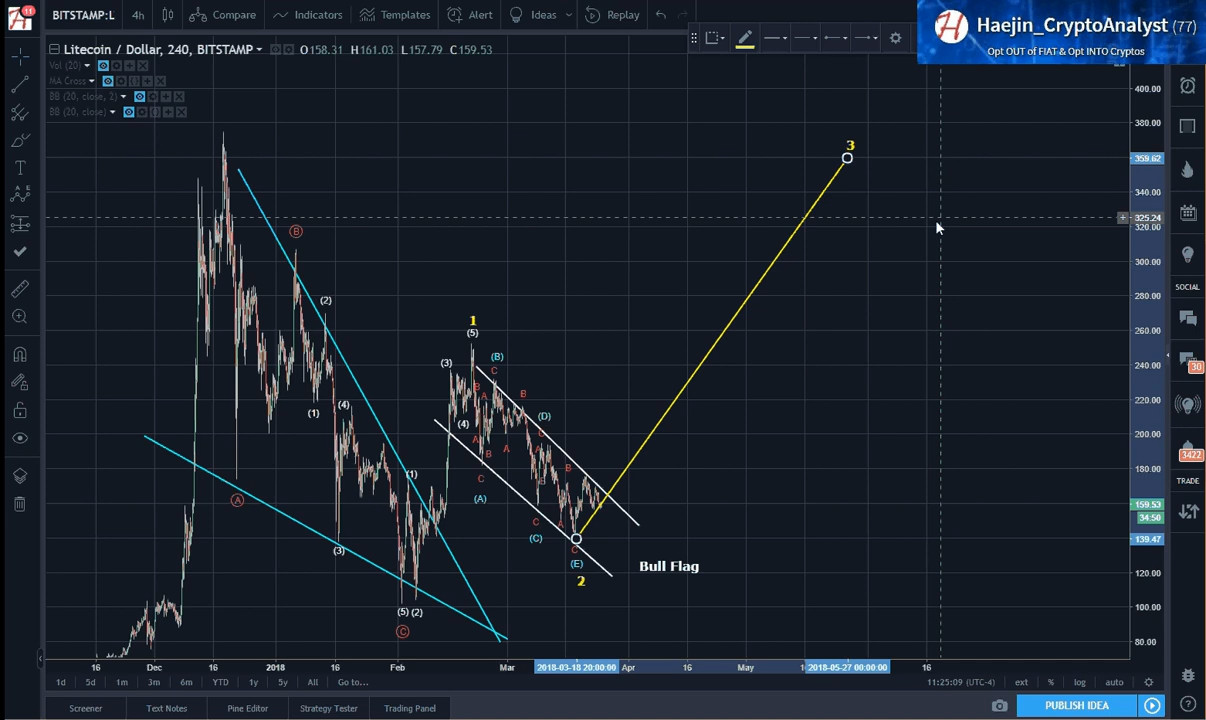 11
BITSTAMP:L
4h
Compare
Indicators
Templates
Alert
Ideas
Replay
Haejin_CryptoAnalyst (77)
Opt OUT of FIAT & Opt INTO Cryptos
Litecoin / Dollar, 240, BITSTAMP
O158.31 H161.03 L157.79 C159.53
Vol (20)
MA Cross
BB (20, close, 2)
BB (20, close)
400.00
380.00
3
359.62
340.00
325.24
320.00
B
300.00
(2)
280.00
1
(5)
260.00
(3)
(B)
C
240.00
B
A
B
(1)
(4)
220.00
(4)
(D)
C
200.00
A
B
A
A
B
(1)
C
B
180.00
A
(A)
159.53
34:50
C
A
(C)
139.47
(3)
C
(E)
Bull Flag
2
120.00
(5)
(2)
100.00
C
80.00
16
Dec
16
2018
16
Feb
Mar
2018-03-18 20:00:00
Apr
16
May
2018-05-27 00:00:00
16
1d
5d
1m
3m
6m
YTD
1y
5y
All
Go to...
11:25:09 (UTC-4)
ext
%
log
auto
Screener
Text Notes
Pine Editor
Strategy Tester
Trading Panel
PUBLISH IDEA
SOCIAL
30
3422
TRADE